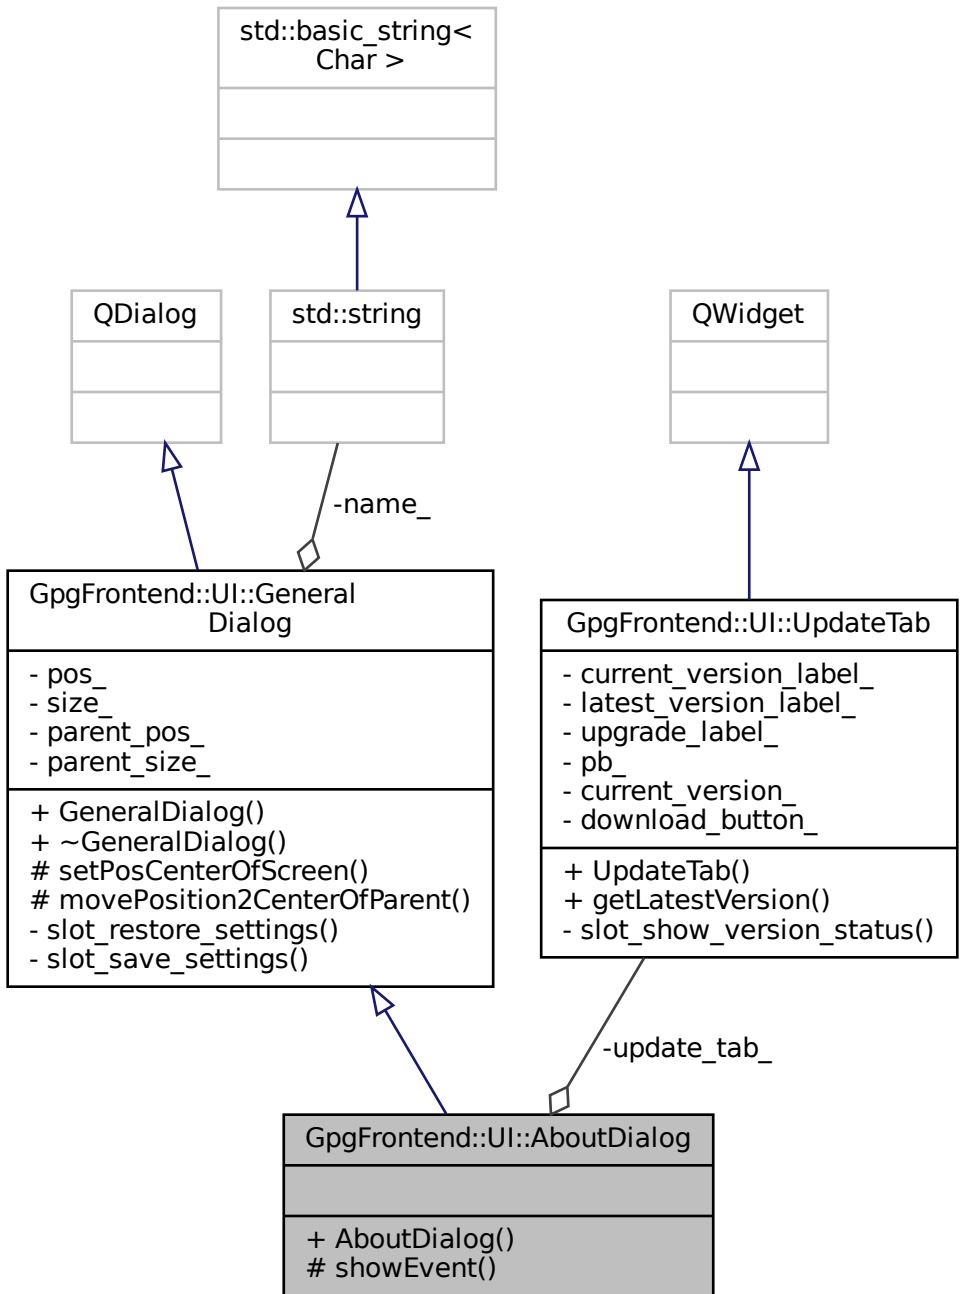 std::basic_string<
Char >
QDialog
std::string
QWidget
-name_
GpgFrontend::UI::General
Dialog
- pos_
- size_
- parent_pos_
- parent_size_
+ GeneralDialog()
+ ~GeneralDialog()
# setPosCenterOfScreen()
# movePosition2CenterOfParent()
- slot_restore_settings()
- slot_save_settings()
GpgFrontend::UI::UpdateTab
- current_version_label_
- latest_version_label_
- upgrade_label_
- pb_
- current_version_
- download_button_
+ UpdateTab()
+ getLatestVersion()
- slot_show_version_status()
-update_tab_
GpgFrontend::UI::AboutDialog
+ AboutDialog()
# showEvent()